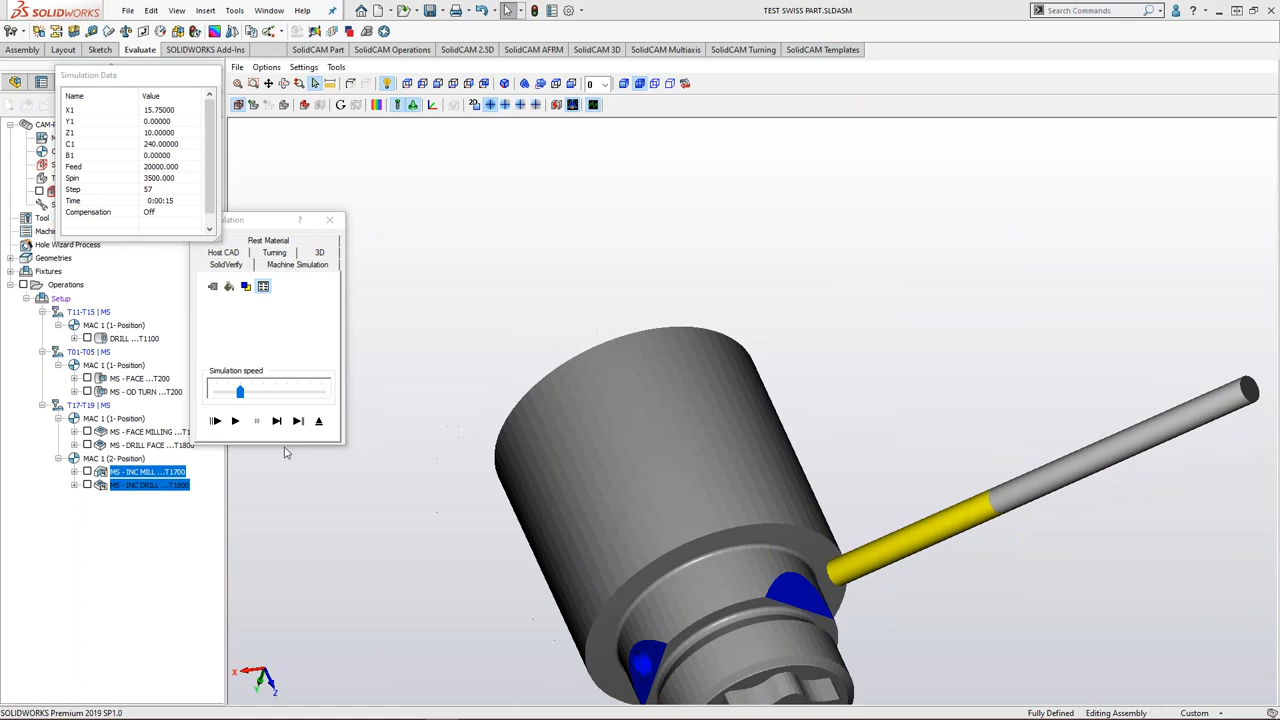 SOLIDWORKS File Edit View Insert Tools Window Help TEST SWISS PART.SLDASM Search Commands
Assembly Layout Sketch Evaluate SOLIDWORKS Add-Ins SolidCAM Part SolidCAM Operations SolidCAM 2.5D SolidCAM AFRM SolidCAM 3D SolidCAM Multiaxis SolidCAM Turning SolidCAM Templates
File Options Settings Tools Help
Simulation Data
Name Value
X1 15.75000
Y1 0.00000
Z1 10.00000
C1 240.00000
B1 0.00000
Feed 20000.000
Spin 3500.000
Step 57
Time 0:00:15
Compensation Off
CAM-P
Tool
Machin
Hole Wizard Process
Geometries
Fixtures
Operations
Setup
T11-T15 | MS
MAC 1 (1- Position)
DRILL ...T1100
T01-T05 | MS
MAC 1 (1- Position)
MS - FACE ...T200
MS - OD TURN ...T200
T17-T19 | MS
MAC 1 (1- Position)
MS - FACE MILLING ...T1
MS - DRILL FACE ...T1800
MAC 1 (2- Position)
MS - INC MILL ...T1700
MS - INC DRILL ...T1800
ulation ? 
Rest Material
Host CAD Turning 3D
SolidVerify Machine Simulation
Simulation speed
2D
0
X
Y
Z
SOLIDWORKS Premium 2019 SP1.0 Fully Defined Editing Assembly Custom